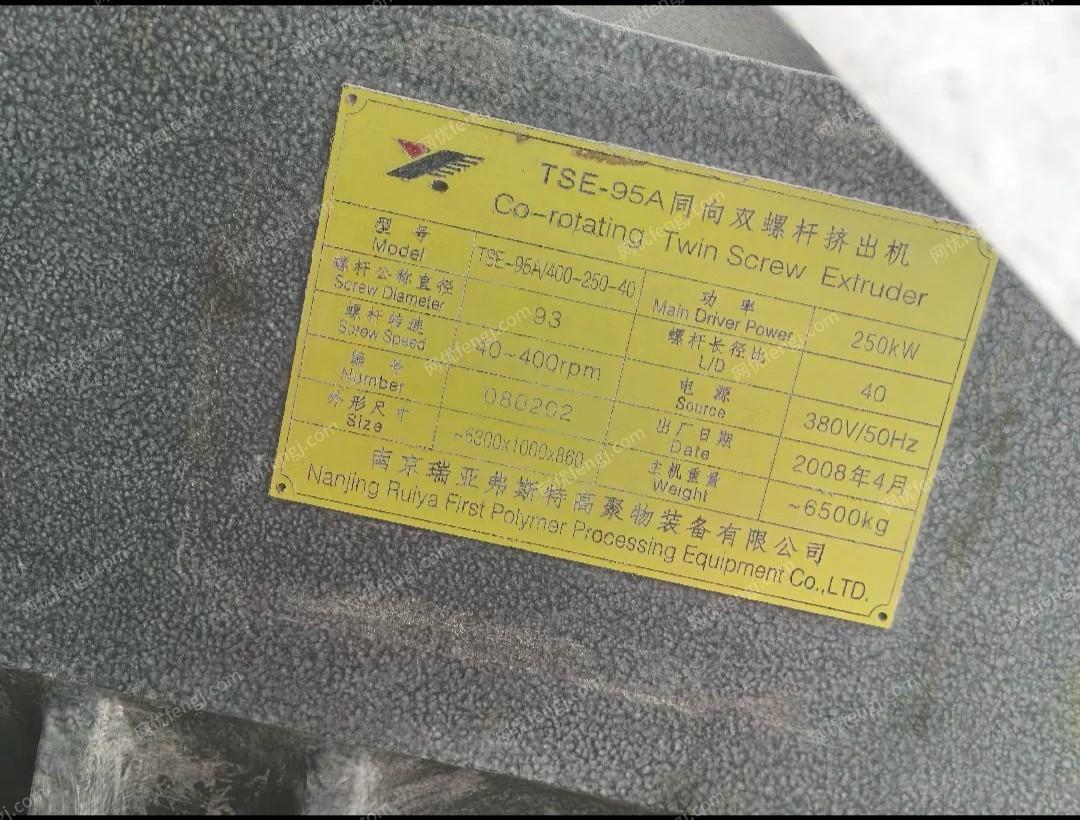 TSE-95A同向双螺杆挤出机
Co-rotating Twin Screw Extruder
型号
Model
TSE-95A/400-250-40
功率
Main Driver Power
250kW
螺杆公称直径
Screw Diameter
93
螺杆长径比
L/D
40
螺杆转速
Screw Speed
40~400rpm
电源
Source
380V/50Hz
编号
Number
080202
出厂日期
Date
2008年4月
外形尺寸
Size
~6300x1000x860
主机重量
Weight
~6500kg
南京瑞亚弗斯特高聚物装备有限公司
Nanjing Ruiya First Polymer Processing Equipment Co.,LTD.